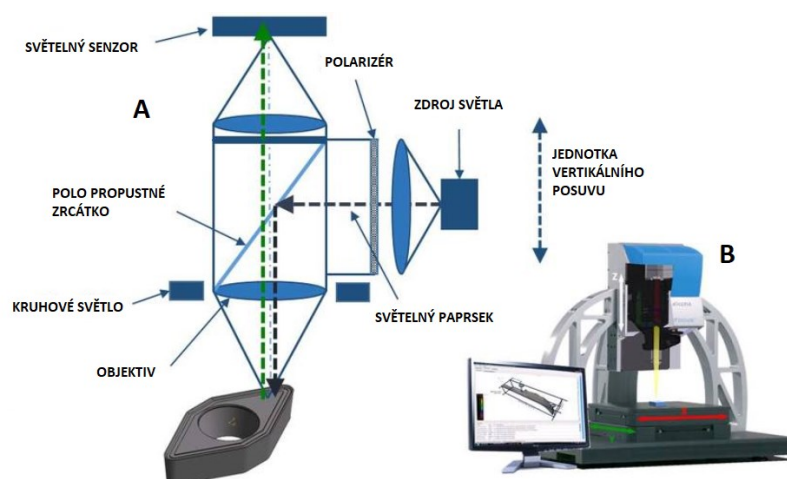 SVĚTELNÝ SENZOR
A
POLARIZÉR
ZDROJ SVĚTLA
JEDNOTKA
VERTIKÁLNÍHO
POSUVU
POLO PROPUSTNÉ
ZRCÁTKO
B
KRUHOVÉ SVĚTLO
SVĚTELNÝ PAPRSEK
OBJEKTIV
Z
X
Y